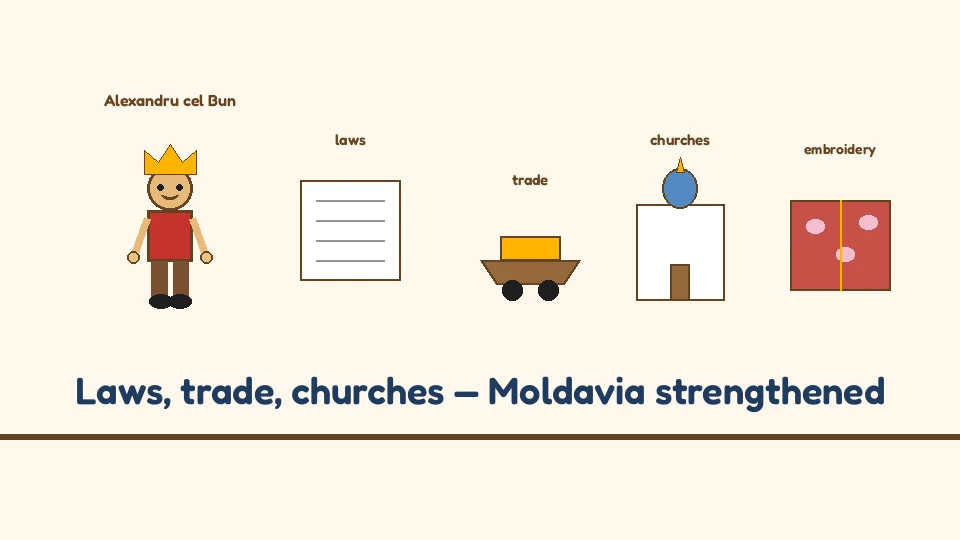 Alexandru cel Bun
laws
trade
churches
embroidery
Laws, trade, churches — Moldavia strengthened